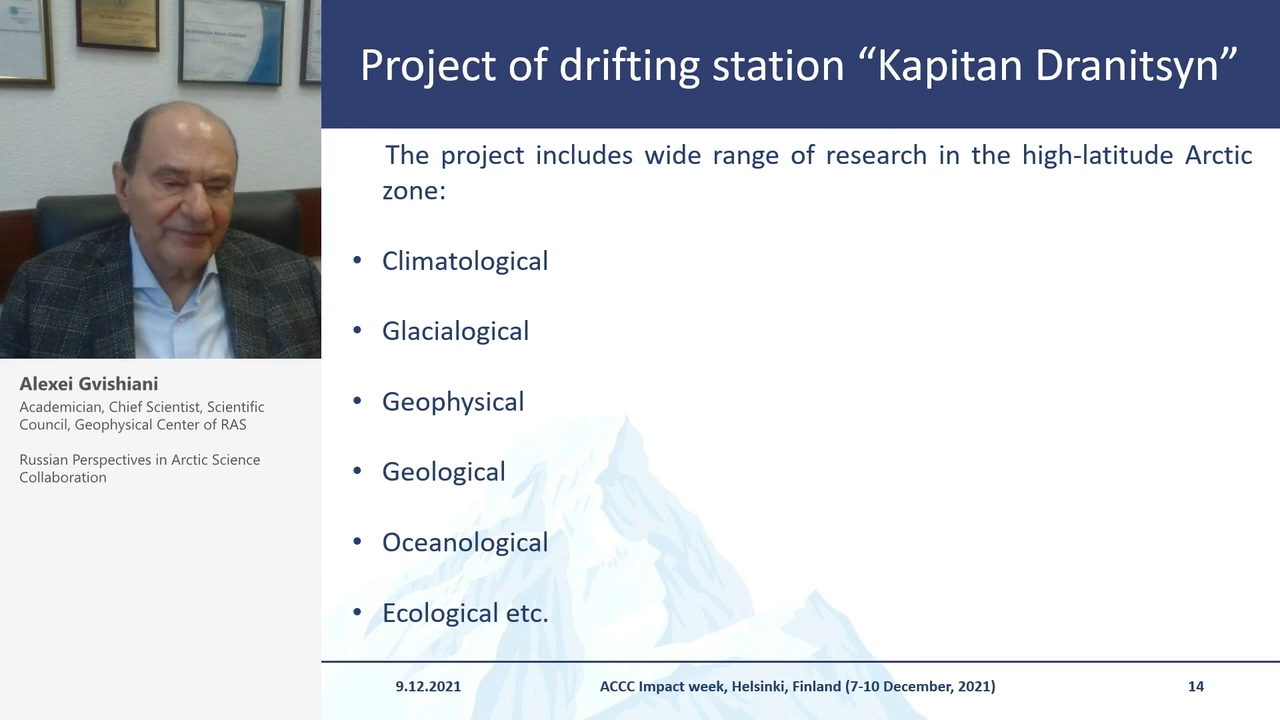 Project of drifting station “Kapitan Dranitsyn”
The project includes wide range of research in the high-latitude Arctic
zone:
• Climatological
• Glacialogical
• Geophysical
• Geological
• Oceanological
• Ecological etc.
Alexei Gvishiani
Academician, Chief Scientist, Scientific
Council, Geophysical Center of RAS
Russian Perspectives in Arctic Science
Collaboration
9.12.2021
ACCC Impact week, Helsinki, Finland (7-10 December, 2021)
14